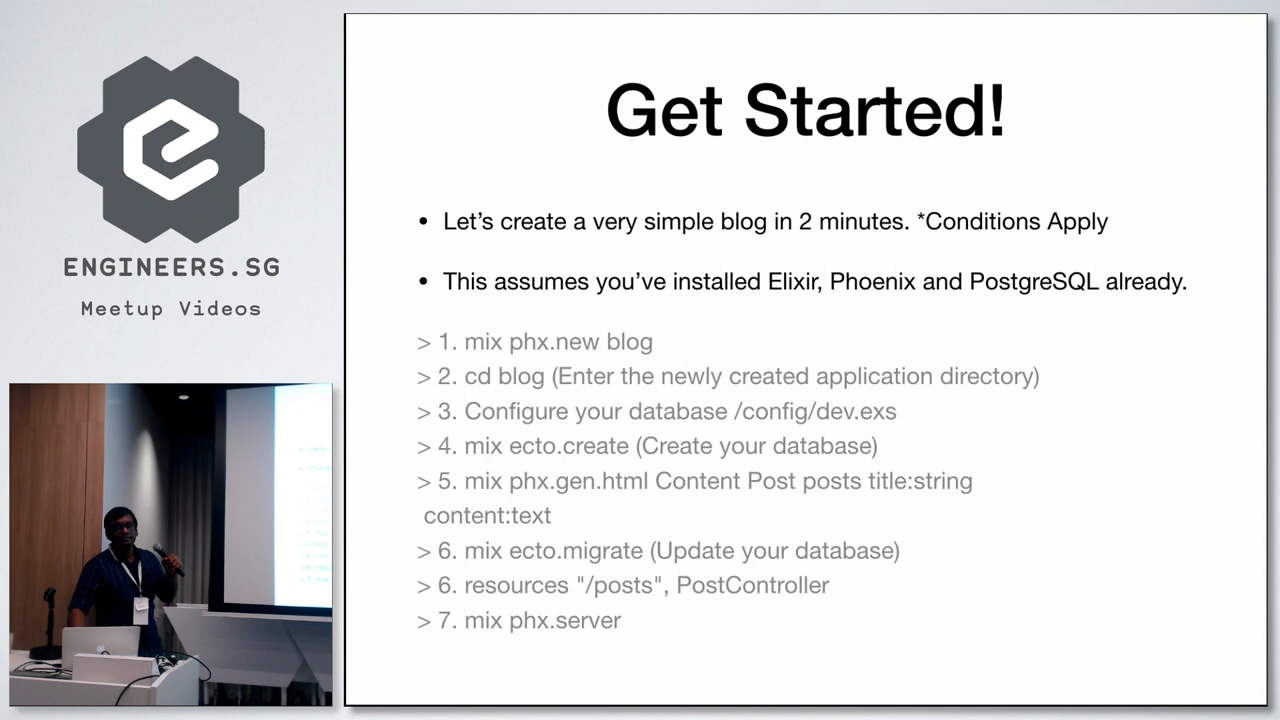 ENGINEERS.SG
Meetup Videos
Get Started!
• Let’s create a very simple blog in 2 minutes. *Conditions Apply
• This assumes you’ve installed Elixir, Phoenix and PostgreSQL already.
> 1. mix phx.new blog
> 2. cd blog (Enter the newly created application directory)
> 3. Configure your database /config/dev.exs
> 4. mix ecto.create (Create your database)
> 5. mix phx.gen.html Content Post posts title:string
content:text
> 6. mix ecto.migrate (Update your database)
> 6. resources "/posts", PostController
> 7. mix phx.server